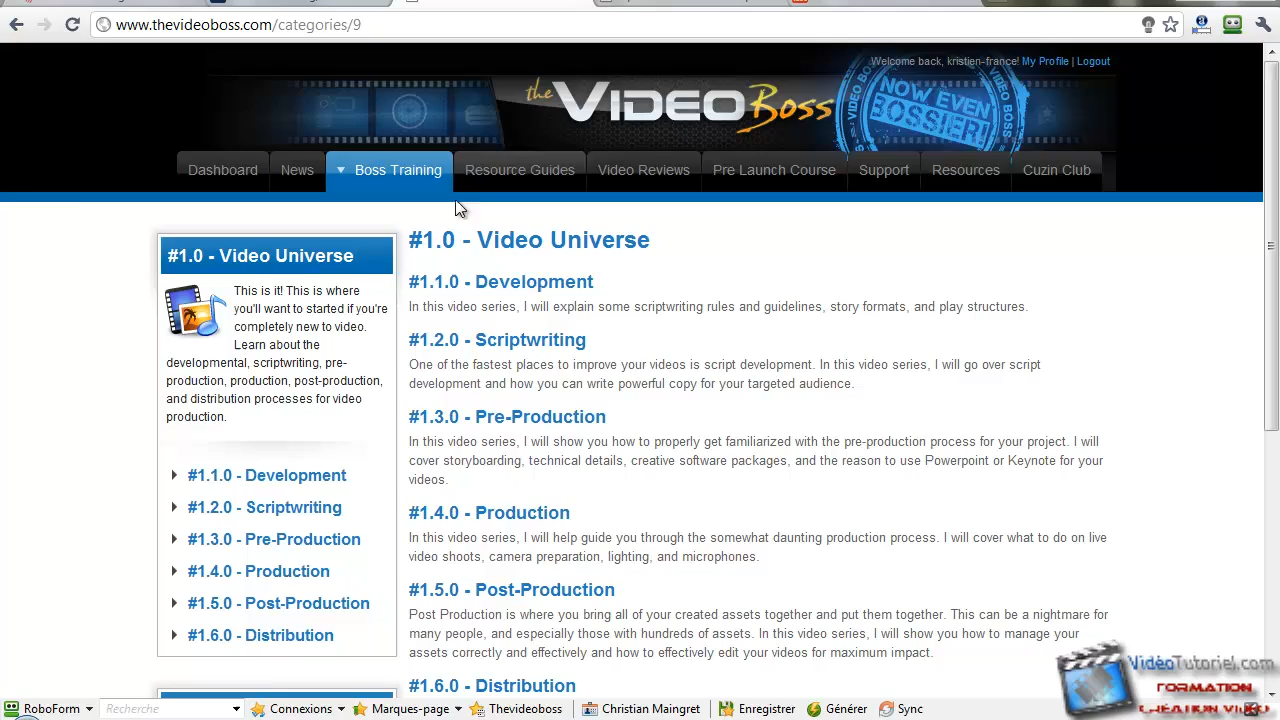 www.thevideoboss.com/categories/9
Welcome back, kristien-france! My Profile | Logout
the VIDEO Boss
NOW EVEN BOSSIER!
VIDEO BOSS
Dashboard News Boss Training Resource Guides Video Reviews Pre Launch Course Support Resources Cuzin Club
#1.0 - Video Universe
This is it! This is where
you'll want to started if you're
completely new to video.
Learn about the
developmental, scriptwriting, pre-
production, production, post-production,
and distribution processes for video
production.
#1.1.0 - Development
#1.2.0 - Scriptwriting
#1.3.0 - Pre-Production
#1.4.0 - Production
#1.5.0 - Post-Production
#1.6.0 - Distribution
#1.0 - Video Universe
#1.1.0 - Development
In this video series, I will explain some scriptwriting rules and guidelines, story formats, and play structures.
#1.2.0 - Scriptwriting
One of the fastest places to improve your videos is script development. In this video series, I will go over script
development and how you can write powerful copy for your targeted audience.
#1.3.0 - Pre-Production
In this video series, I will show you how to properly get familiarized with the pre-production process for your project. I will
cover storyboarding, technical details, creative software packages, and the reason to use Powerpoint or Keynote for your
videos.
#1.4.0 - Production
In this video series, I will help guide you through the somewhat daunting production process. I will cover what to do on live
video shoots, camera preparation, lighting, and microphones.
#1.5.0 - Post-Production
Post Production is where you bring all of your created assets together and put them together. This can be a nightmare for
many people, and especially those with hundreds of assets. In this video series, I will show you how to manage your
assets correctly and effectively and how to effectively edit your videos for maximum impact.
#1.6.0 - Distribution
VidéoTutoriel.com
FORMATION
CRÉATION VIDÉO
RoboForm Recherche Connexions Marques-page Thevideoboss Christian Maingret Enregistrer Générer Sync